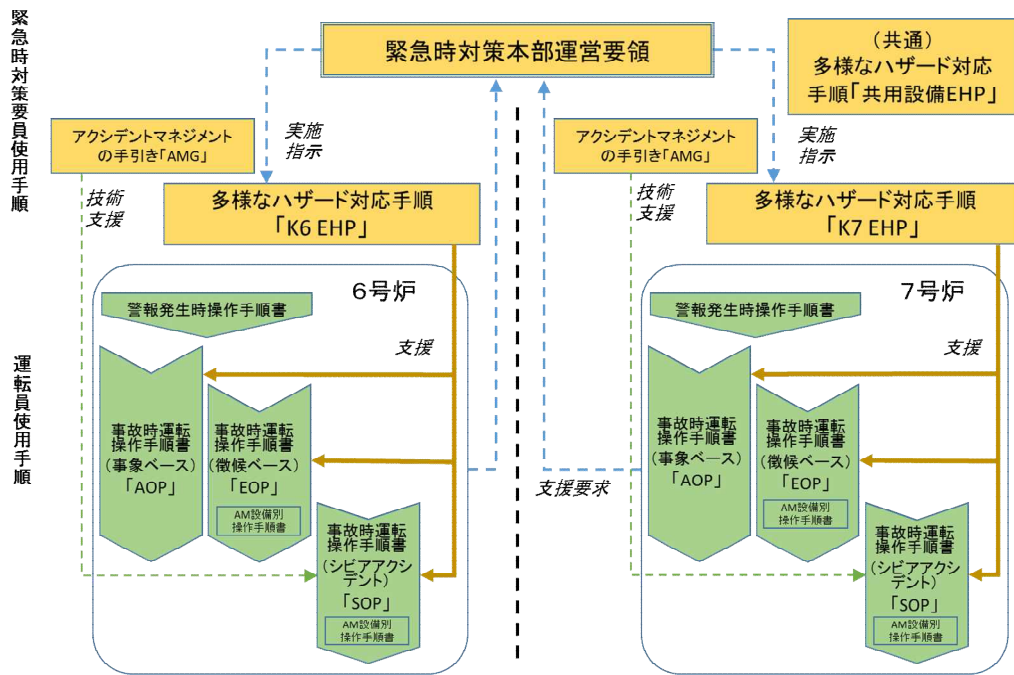 緊急時対策要員使用手順
運転員使用手順
緊急時対策本部運営要領
（共通）
多様なハザード対応
手順「共用設備EHP」
アクシデントマネジメント
の手引き「AMG」
実施
指示
技術
支援
多様なハザード対応手順
「K6 EHP」
6号炉
警報発生時操作手順書
支援
事故時運転
操作手順書
（事象ベース）
「AOP」
事故時運転
操作手順書
（徴候ベース）
「EOP」
AM設備別
操作手順書
事故時運転
操作手順書
（シビアアクシ
デント）
「SOP」
AM設備別
操作手順書
アクシデントマネジメント
の手引き「AMG」
実施
指示
技術
支援
多様なハザード対応手順
「K7 EHP」
7号炉
警報発生時操作手順書
支援
支援要求
事故時運転
操作手順書
（事象ベース）
「AOP」
事故時運転
操作手順書
（徴候ベース）
「EOP」
AM設備別
操作手順書
事故時運転
操作手順書
（シビアアクシ
デント）
「SOP」
AM設備別
操作手順書